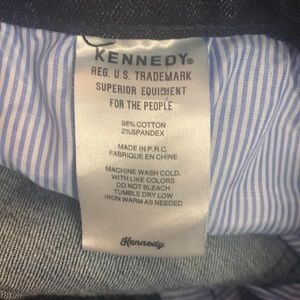 KENNEDY®
REG. U.S. TRADEMARK
SUPERIOR EQUIPMENT
FOR THE PEOPLE
98% COTTON
2% SPANDEX
MADE IN P.R.C.
FABRIQUE EN CHINE
MACHINE WASH COLD.
WITH LIKE COLORS
DO NOT BLEACH
TUMBLE DRY LOW
IRON WARM AS NEEDED
Kennedy